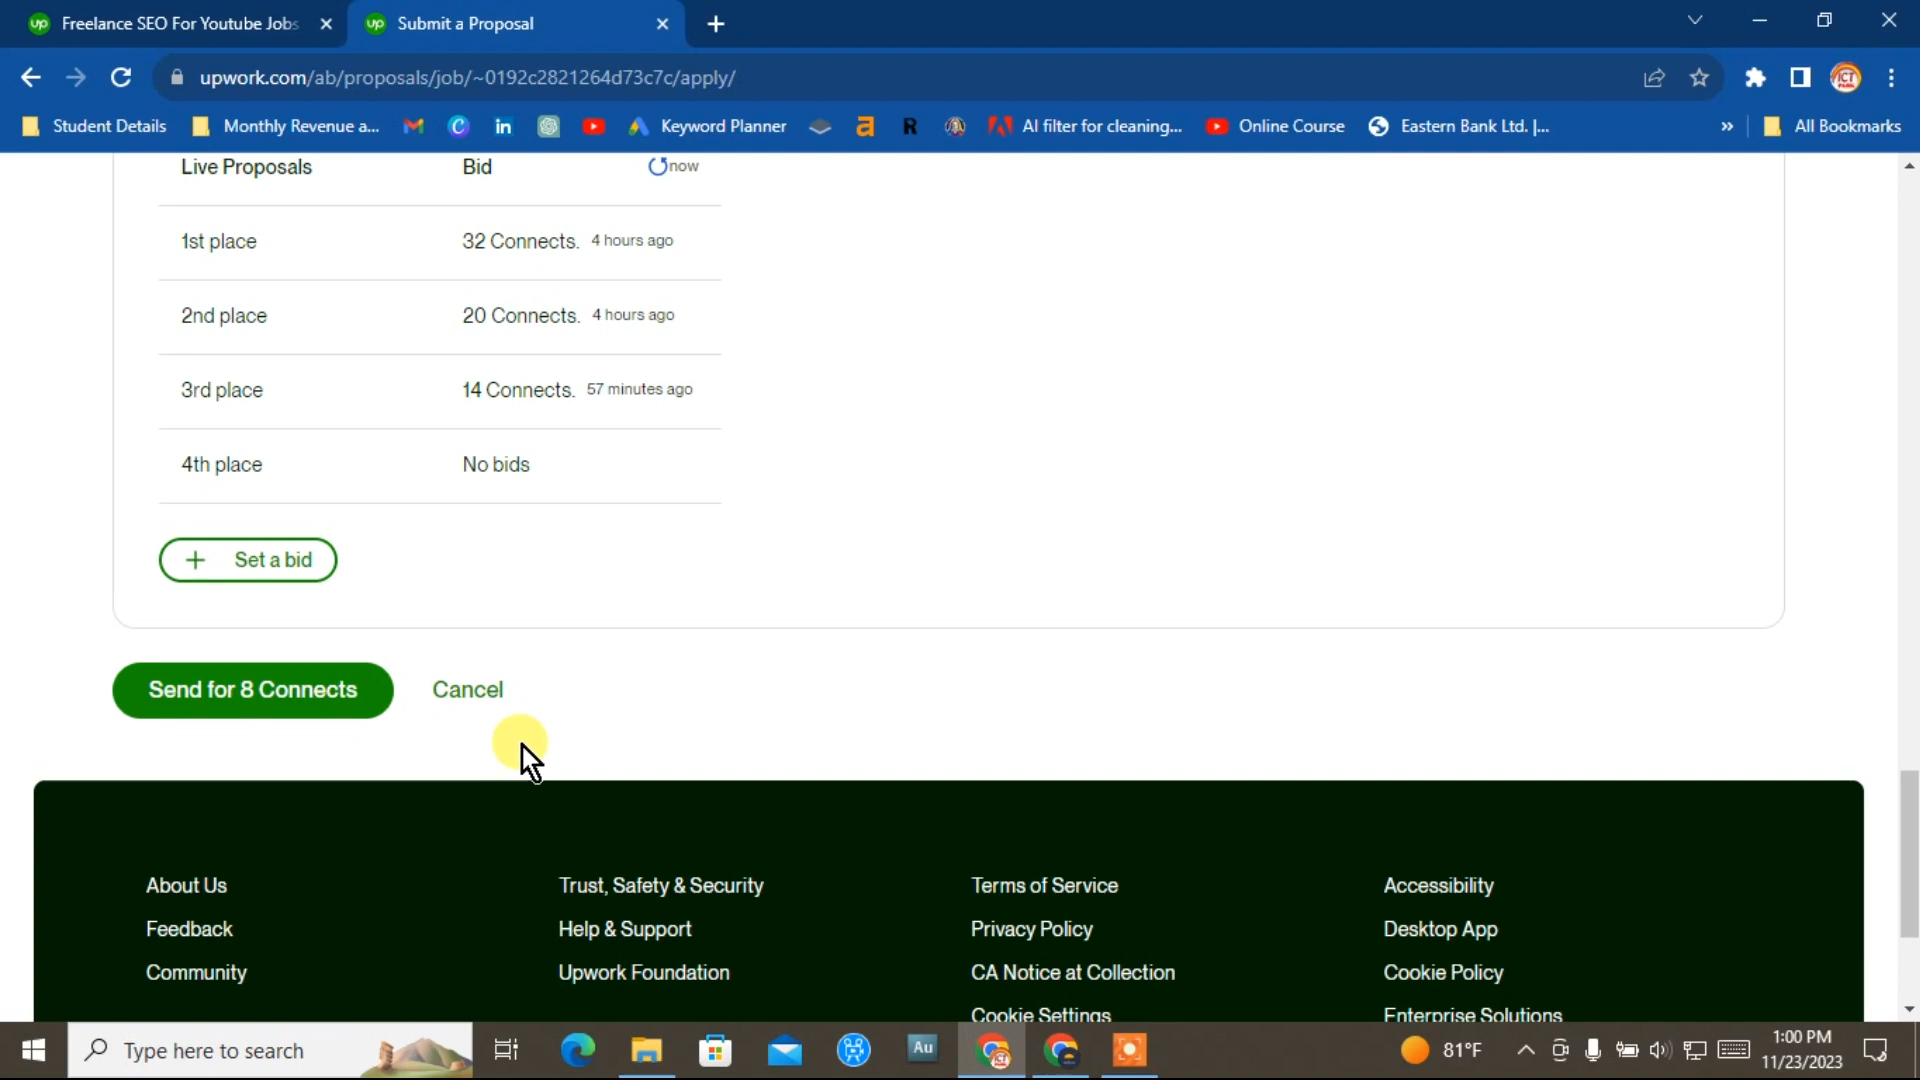 Freelance SEO For Youtube Jobs
Submit a Proposal
upwork.com/ab/proposals/job/~0192c2821264d73c7c/apply/
Student Details Monthly Revenue a... Keyword Planner AI filter for cleaning... Online Course Eastern Bank Ltd. |... » All Bookmarks
Live Proposals Bid now
1st place 32 Connects. 4 hours ago
2nd place 20 Connects. 4 hours ago
3rd place 14 Connects. 57 minutes ago
4th place No bids
+ Set a bid
Send for 8 Connects Cancel
About Us Trust, Safety & Security Terms of Service Accessibility
Feedback Help & Support Privacy Policy Desktop App
Community Upwork Foundation CA Notice at Collection Cookie Policy
Cookie Settings Enterprise Solutions
Type here to search Au 81°F 1:00 PM
11/23/2023